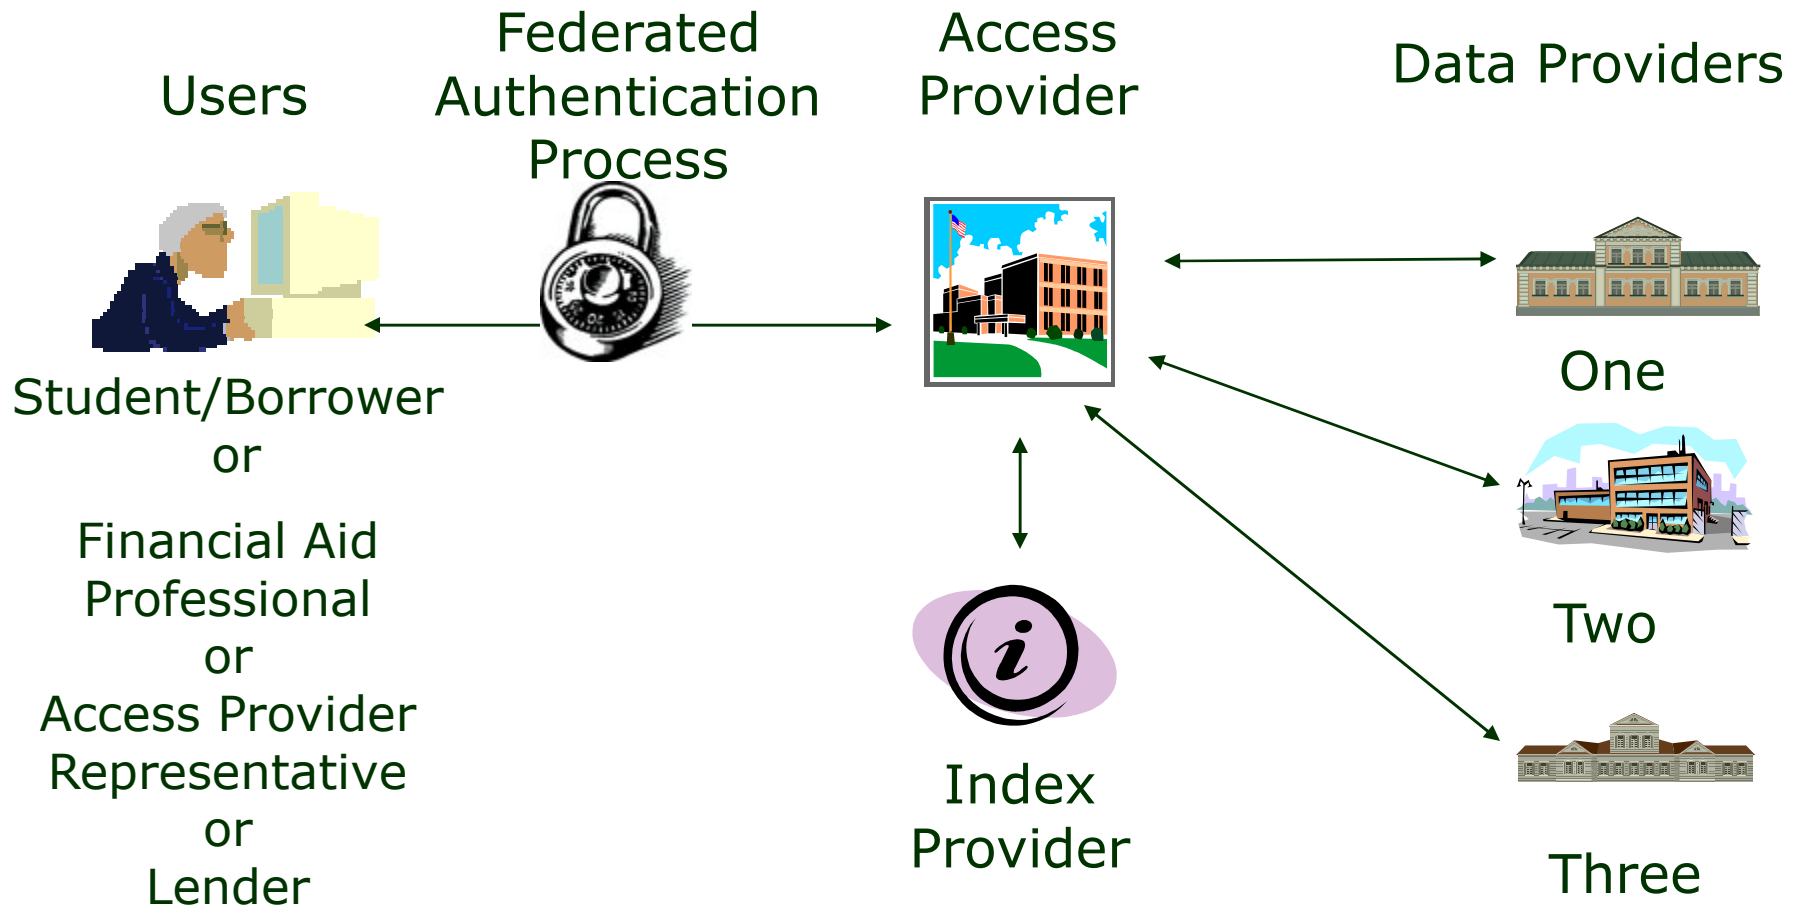 Users
Federated
Authentication
Process
Access
Provider
Data Providers
Student/Borrower
or
Financial Aid
Professional
or
Access Provider
Representative
or
Lender
Index
Provider
One
Two
Three